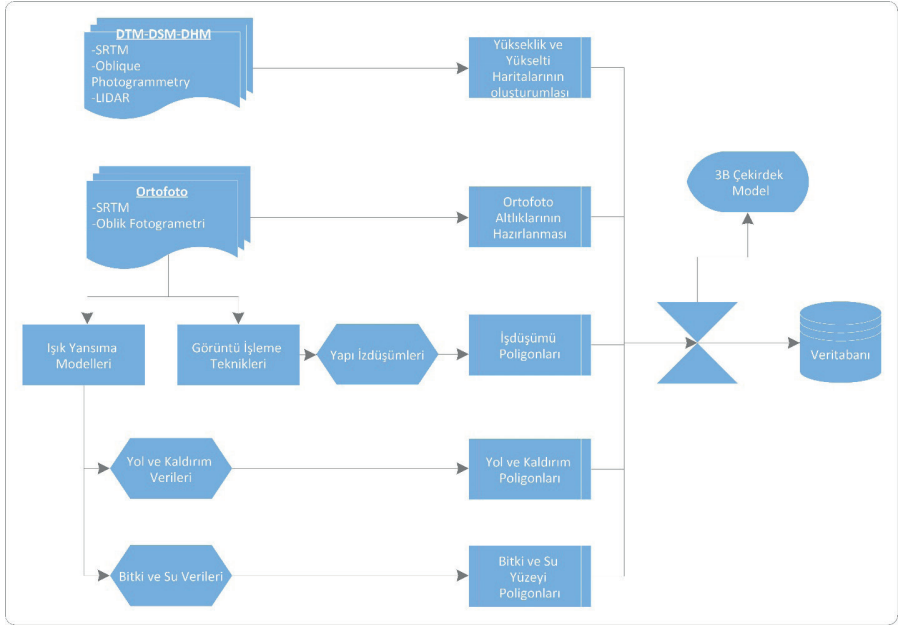 DTM-DSM-DHM
-SRTM
-Oblique
Photogrammetry
-LIDAR
Yükseklik ve
Yükselti
Haritalarının
oluşturumlası
3B Çekirdek
Model
Ortofoto
-SRTM
-Oblik Fotogrametri
Ortofoto
Altlıklarının
Hazırlanması
Işık Yansıma
Modelleri
Görüntü İşleme
Teknikleri
Yapı İzdüşümleri
İşdüşümü
Poligonları
Veritabanı
Yol ve Kaldırım
Verileri
Yol ve Kaldırım
Poligonları
Bitki ve Su Verileri
Bitki ve Su
Yüzeyi
Poligonları